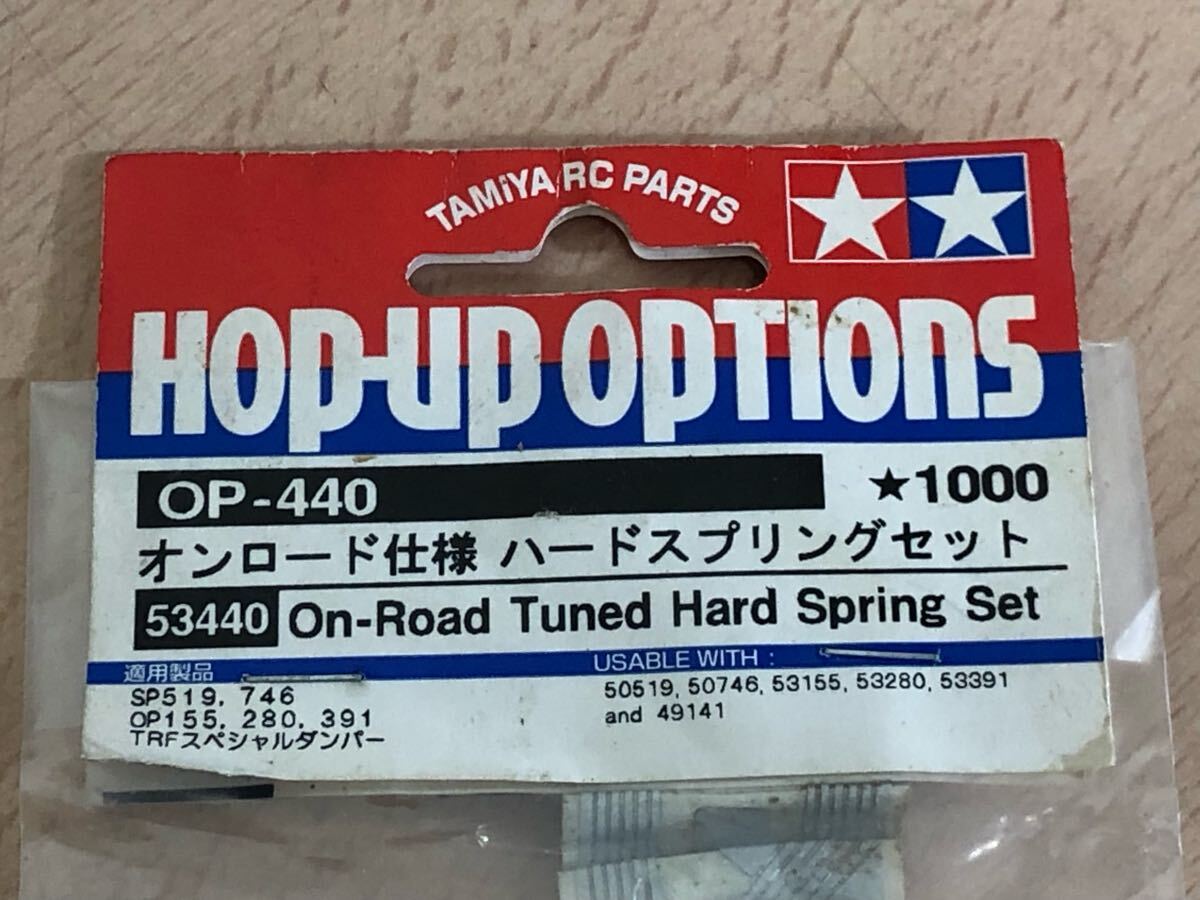 TAMIYA RC PARTS
HOP-UP OPTIONS
OP-440 ★1000
オンロード仕様 ハードスプリングセット
53440 On-Road Tuned Hard Spring Set
適用製品
SP519, 746
OP155, 280, 391
TRFスペシャルダンパー
USABLE WITH :
50519, 50746, 53155, 53280, 53391
and 49141